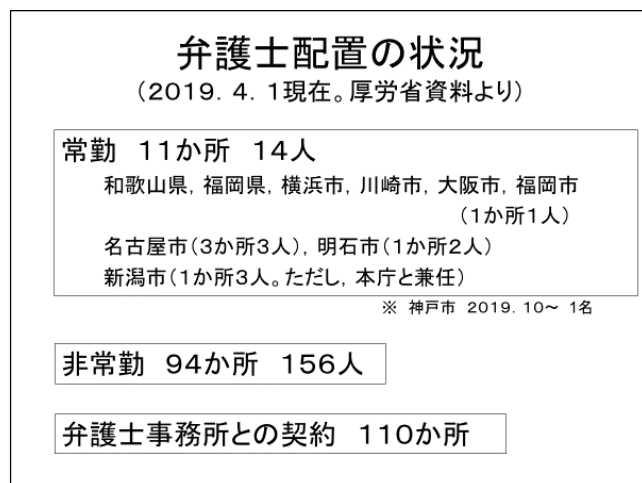 弁護士配置の状況
（２０１９．４．１現在。厚労省資料より）
常勤　１１か所　１４人
和歌山県，福岡県，横浜市，川崎市，大阪市，福岡市
（１か所１人）
名古屋市（３か所３人），明石市（１か所２人）
新潟市（１か所３人。ただし，本庁と兼任）
※　神戸市　２０１９．１０～　１名
非常勤　９４か所　１５６人
弁護士事務所との契約　１１０か所